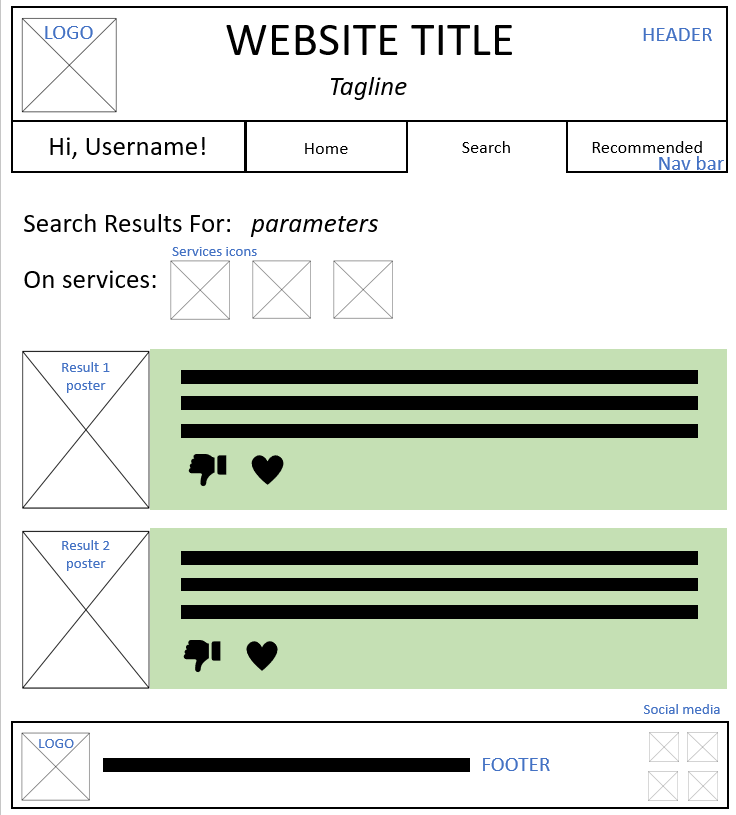 LOGO
WEBSITE TITLE
HEADER
Tagline
Hi, Username!
Home
Search
Recommended
Nav bar
Search Results For: parameters
Services icons
On services:
Result 1
poster
Result 2
poster
Social media
LOGO
FOOTER